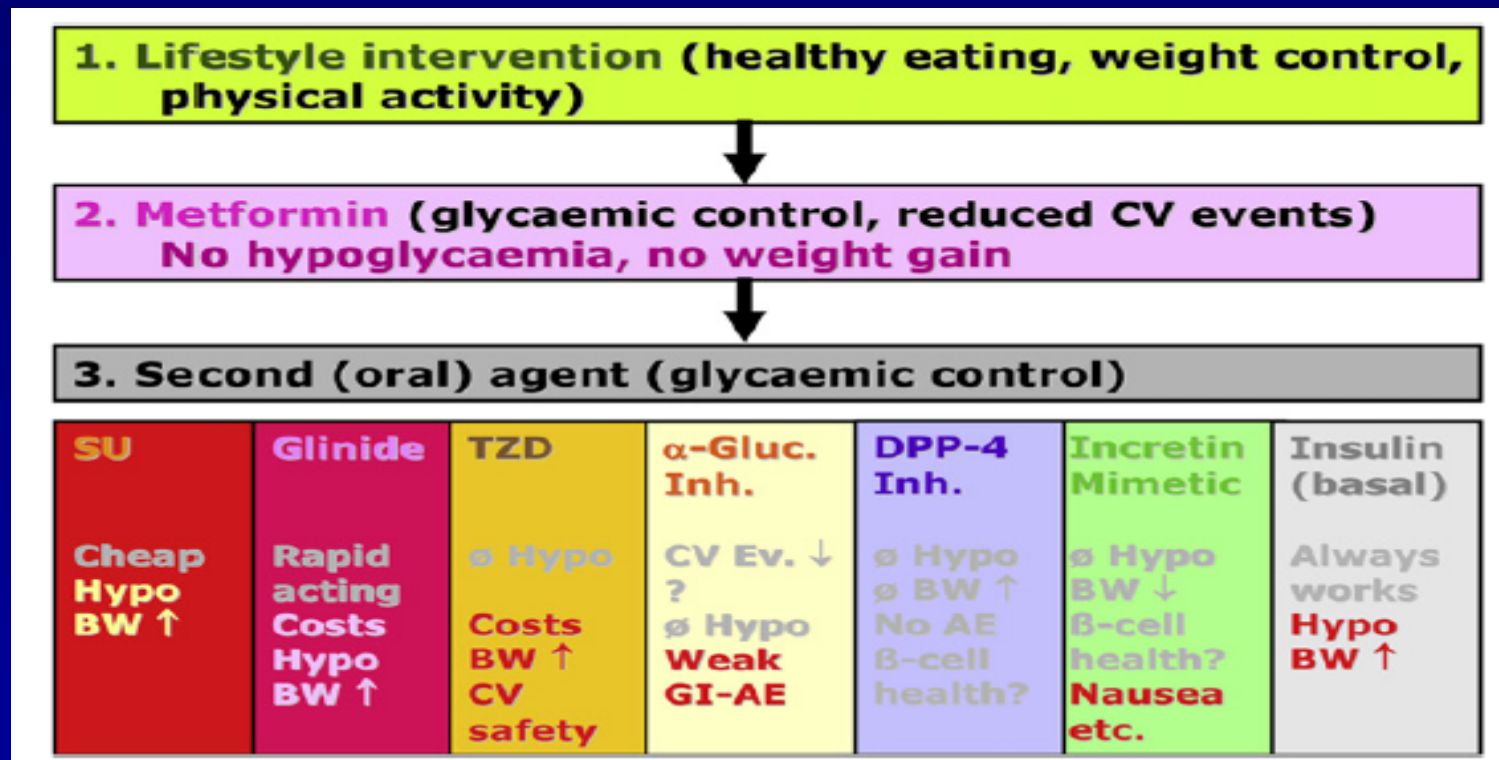 1. Lifestyle intervention (healthy eating, weight control,
physical activity)
2. Metformin (glycaemic control, reduced CV events)
No hypoglycaemia, no weight gain
3. Second (oral) agent (glycaemic control)
SU
Cheap
Hypo
BW ↑
Glinide
Rapid
acting
Costs
Hypo
BW ↑
TZD
ø Hypo
Costs
BW ↑
CV
safety
α-Gluc.
Inh.
CV Ev. ↓
?
ø Hypo
Weak
GI-AE
DPP-4
Inh.
ø Hypo
ø BW ↑
No AE
ß-cell
health?
Incretin
Mimetic
ø Hypo
BW ↓
ß-cell
health?
Nausea
etc.
Insulin
(basal)
Always
works
Hypo
BW ↑